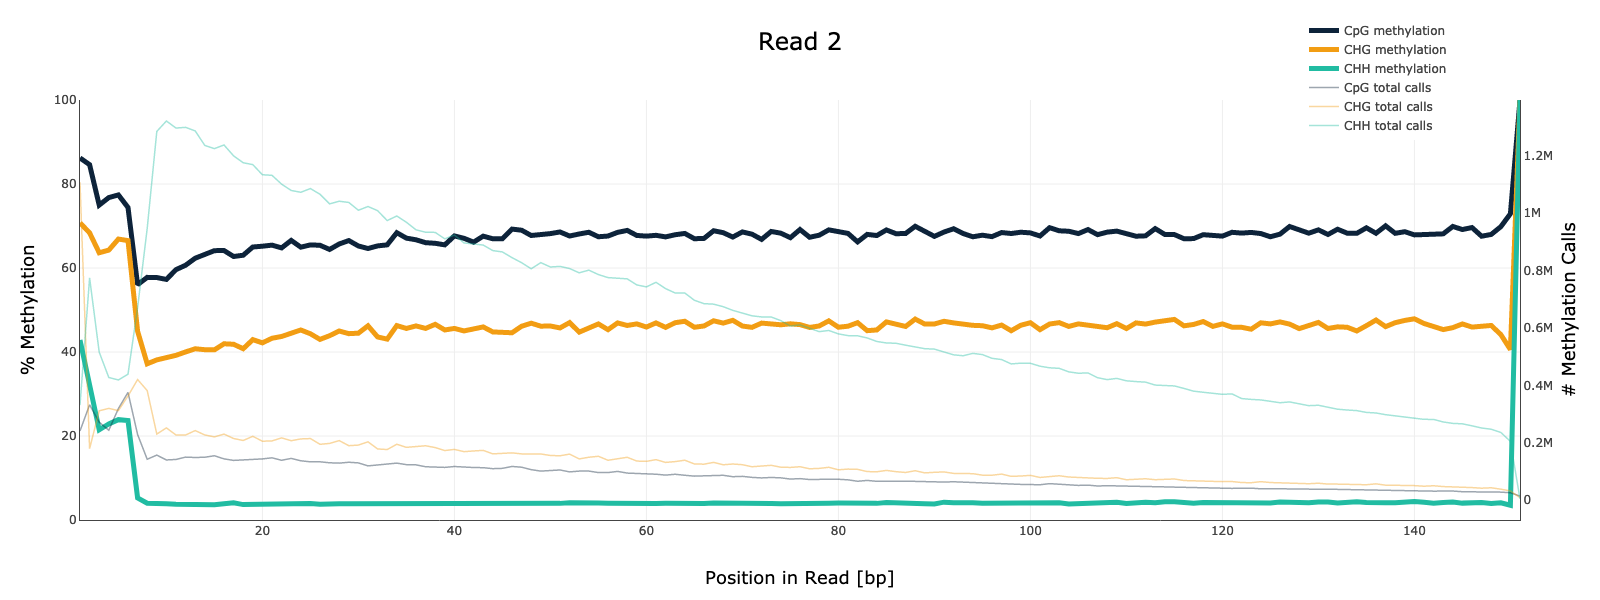 Read 2
CpG methylation
CHG methylation
CHH methylation
CpG total calls
CHG total calls
CHH total calls
100
80
60
40
20
0
% Methylation
1.2M
1M
0.8M
0.6M
0.4M
0.2M
0
# Methylation Calls
20
40
60
80
100
120
140
Position in Read [bp]